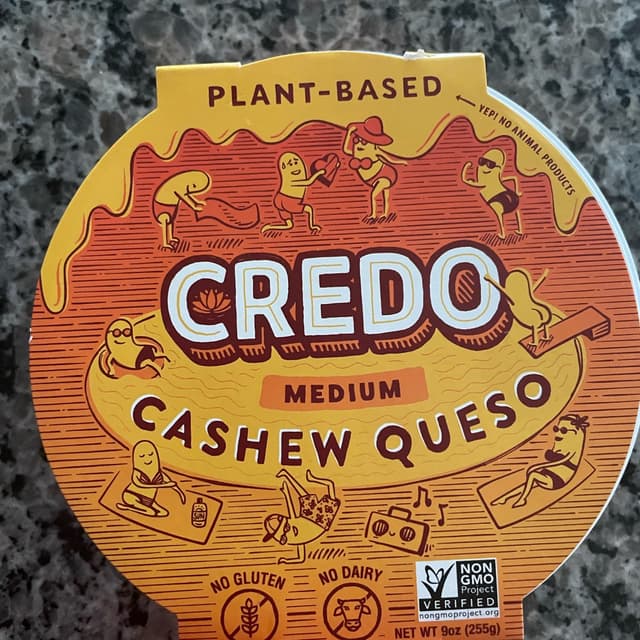 PLANT-BASED
YEP! NO ANIMAL PRODUCTS
CREDO
MEDIUM
CASHEW QUESO
SUN
NO GLUTEN
NO DAIRY
NON
GMO
Project
VERIFIED
nongmoproject.org
NET WT 9oz (255g)